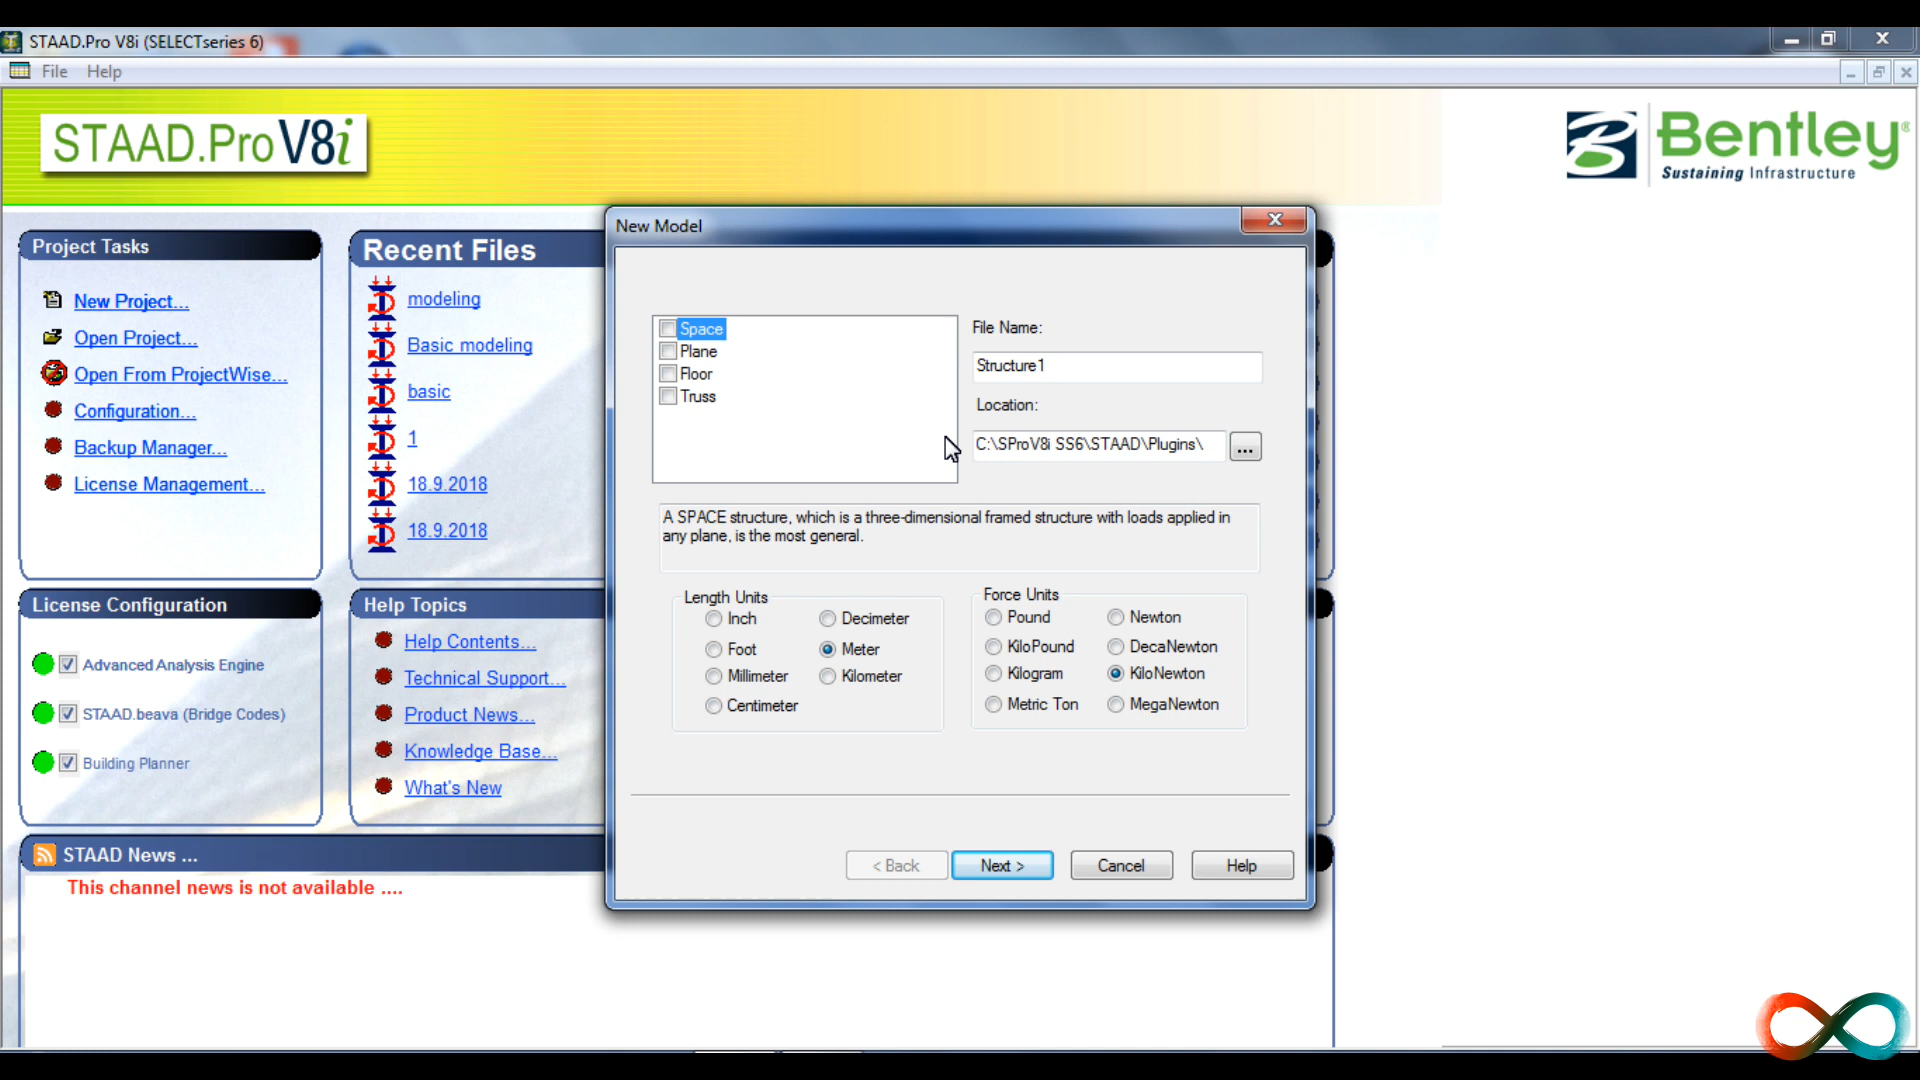 STAAD.Pro V8i (SELECTseries 6)
File Help
STAAD.Pro V8i
Bentley®
Sustaining Infrastructure
Project Tasks
New Project...
Open Project...
Open From ProjectWise...
Configuration...
Backup Manager...
License Management...
Recent Files
modeling
Basic modeling
basic
1
18.9.2018
18.9.2018
License Configuration
Advanced Analysis Engine
STAAD.beava (Bridge Codes)
Building Planner
Help Topics
Help Contents...
Technical Support...
Product News...
Knowledge Base...
What's New
STAAD News ...
This channel news is not available ....
New Model
Space
Plane
Floor
Truss
File Name:
Structure1
Location:
C:\SProV8i SS6\STAAD\Plugins\
...
A SPACE structure, which is a three-dimensional framed structure with loads applied in
any plane, is the most general.
Length Units
Inch
Decimeter
Foot
Meter
Millimeter
Kilometer
Centimeter
Force Units
Pound
Newton
KiloPound
DecaNewton
Kilogram
KiloNewton
Metric Ton
MegaNewton
< Back
Next >
Cancel
Help